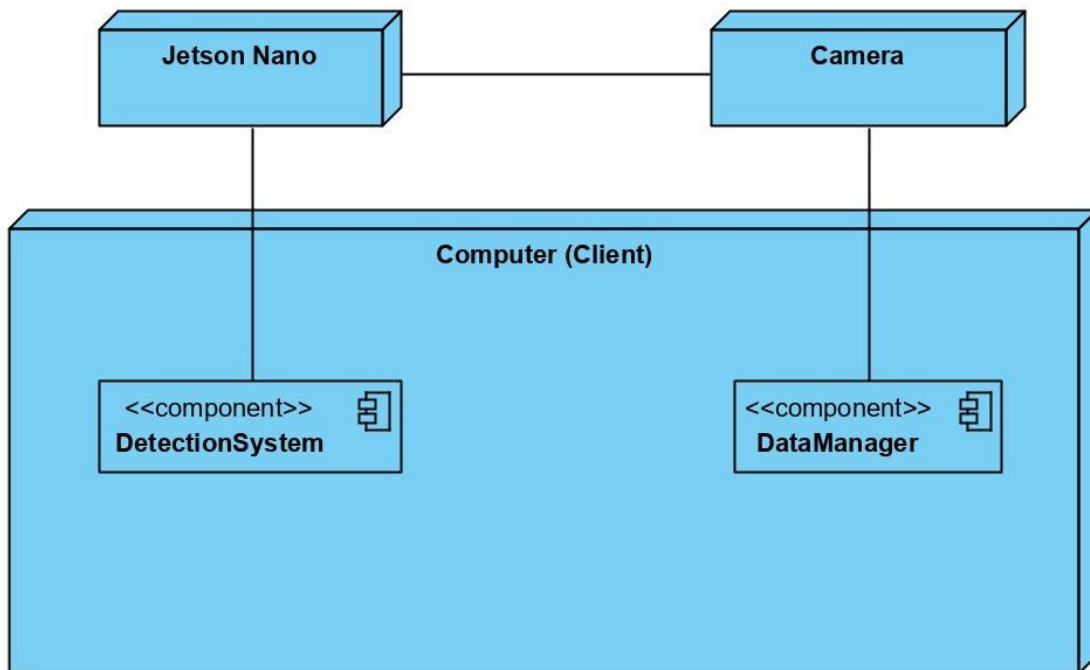 Jetson Nano
Camera
Computer (Client)
<<component>>
DetectionSystem
<<component>>
DataManager